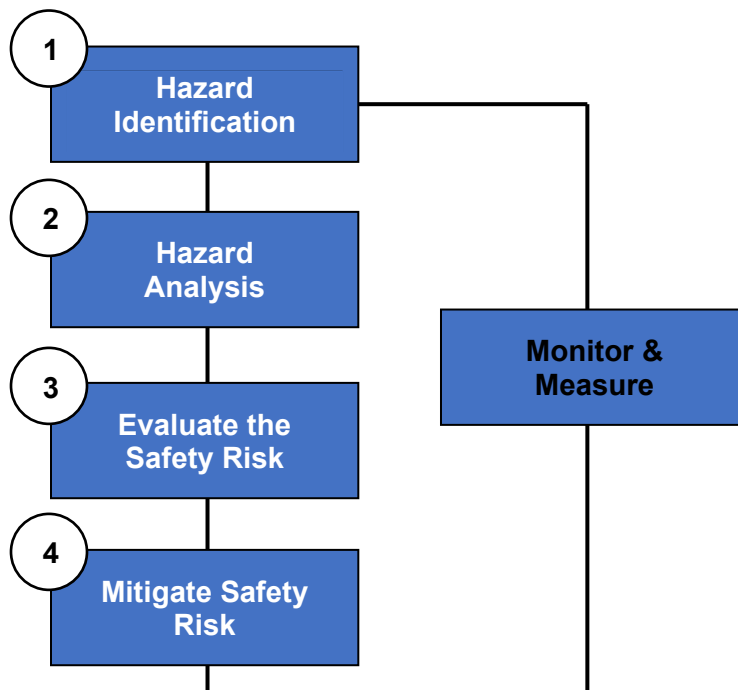 1
Hazard
Identification
2
Hazard
Analysis
3
Evaluate the
Safety Risk
4
Mitigate Safety
Risk
Monitor &
Measure